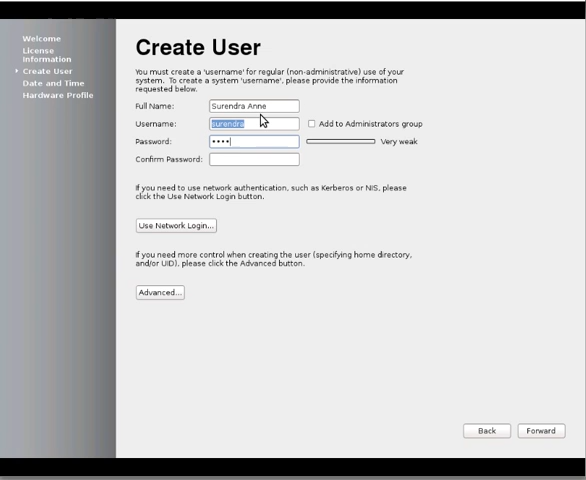 Welcome
License
Information
Create User
Date and Time
Hardware Profile
Create User
You must create a 'username' for regular (non-administrative) use of your
system. To create a system 'username', please provide the information
requested below.
Full Name: Surendra Anne
Username: surendra Add to Administrators group
Password: •••• Very weak
Confirm Password:
If you need to use network authentication, such as Kerberos or NIS, please
click the Use Network Login button.
Use Network Login...
If you need more control when creating the user (specifying home directory,
and/or UID), please click the Advanced button.
Advanced...
Back Forward